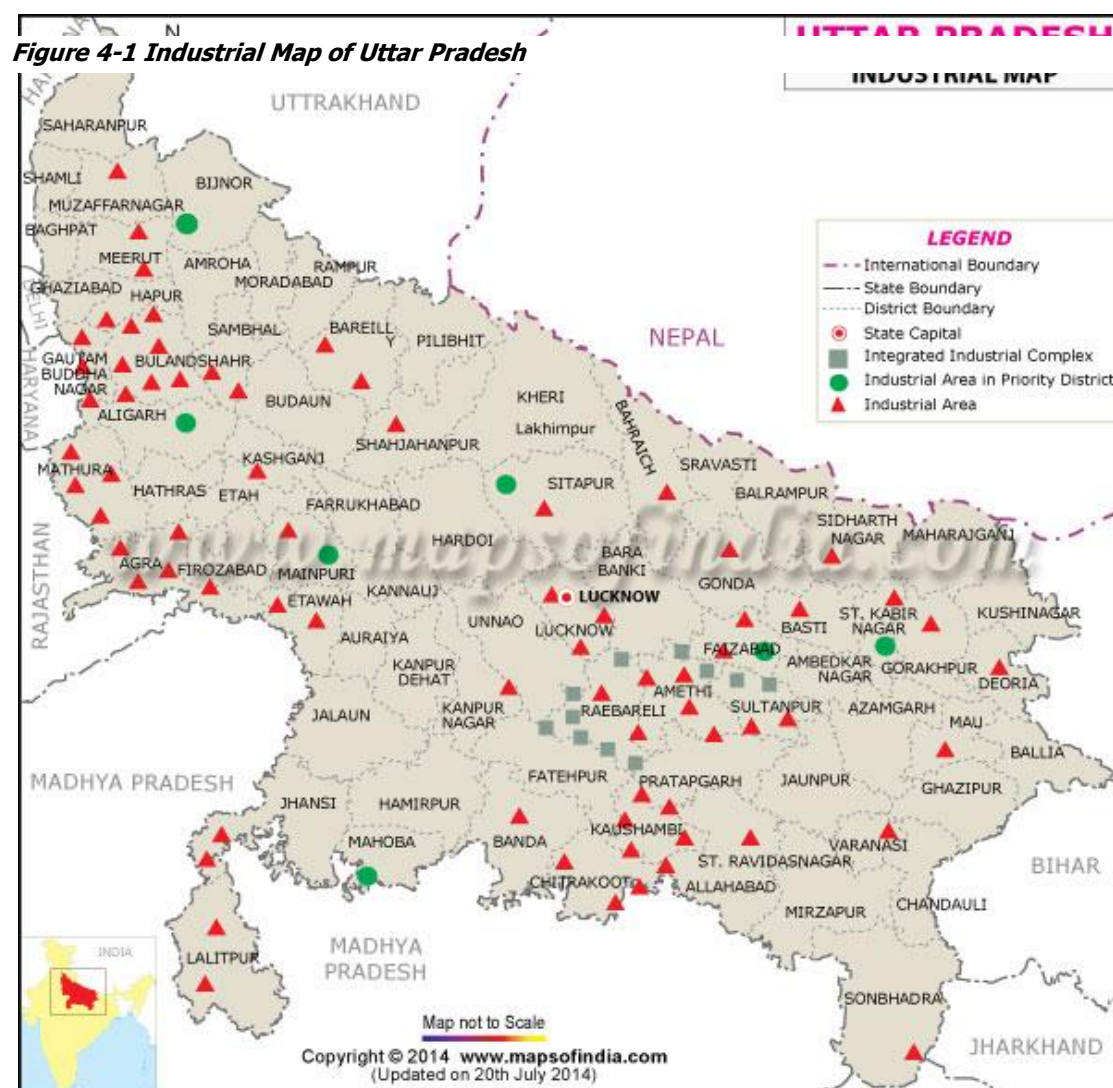 Figure 4-1 Industrial Map of Uttar Pradesh
UTTAR PRADESH
INDUSTRIAL MAP
N
UTTRAKHAND
SAHARANPUR
SHAMLI
BIJNOR
MUZAFFARNAGAR
BAGHPAT
MEERUT
AMROHA
RAMPUR
MORADABAD
GHAZIABAD
HAPUR
DELHI
SAMBHAL
BAREILL
Y
PILIBHIT
NEPAL
HARYANA
GAUTAM
BUDDHA
NAGAR
BULANDSHAHR
BUDAUN
KHERI
ALIGARH
SHAHJAHANPUR
Lakhimpur
BAHRAICH
LEGEND
International Boundary
State Boundary
District Boundary
State Capital
Integrated Industrial Complex
Industrial Area in Priority District
Industrial Area
MATHURA
KASHGANJ
HATHRAS
ETAH
FARRUKHABAD
SITAPUR
SRAVASTI
BALRAMPUR
SIDHARTH
NAGAR
MAHARAJGANJ
www.mapsofindia.com
RAJASTHAN
HARDOI
BARA
BANKI
AGRA
FIROZABAD
MAINPURI
GONDA
ETAWAH
KANNAUJ
LUCKNOW
UNNAO
LUCKNOW
AURAIYA
BASTI
ST. KABIR
NAGAR
KUSHINAGAR
FAIZABAD
KANPUR
DEHAT
AMBEDKAR
NAGAR
GORAKHPUR
DEORIA
AMETHI
JALAUN
KANPUR
NAGAR
RAEBARELI
SULTANPUR
AZAMGARH
MAU
BALLIA
MADHYA PRADESH
FATEHPUR
PRATAPGARH
JAUNPUR
GHAZIPUR
JHANSI
HAMIRPUR
MAHOBA
BANDA
KAUSHAMBI
VARANASI
ST. RAVIDASNAGAR
BIHAR
CHITRAKOOT
ALLAHABAD
MIRZAPUR
CHANDAULI
MADHYA
PRADESH
LALITPUR
INDIA
SONBHADRA
JHARKHAND
Map not to Scale
Copyright © 2014 www.mapsofindia.com
(Updated on 20th July 2014)